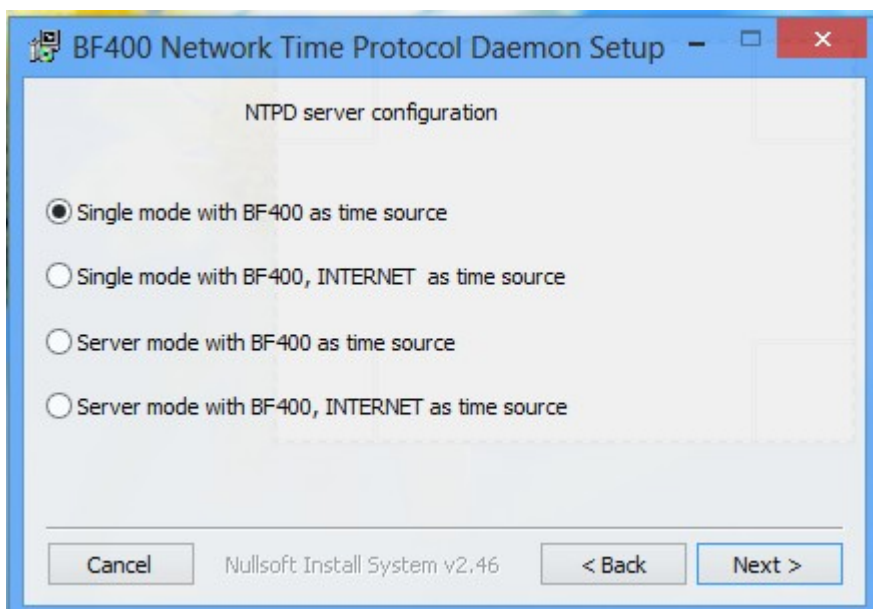 BF400 Network Time Protocol Daemon Setup
NTPD server configuration
Single mode with BF400 as time source
Single mode with BF400, INTERNET  as time source
Server mode with BF400 as time source
Server mode with BF400, INTERNET as time source
Cancel Nullsoft Install System v2.46 < Back Next >